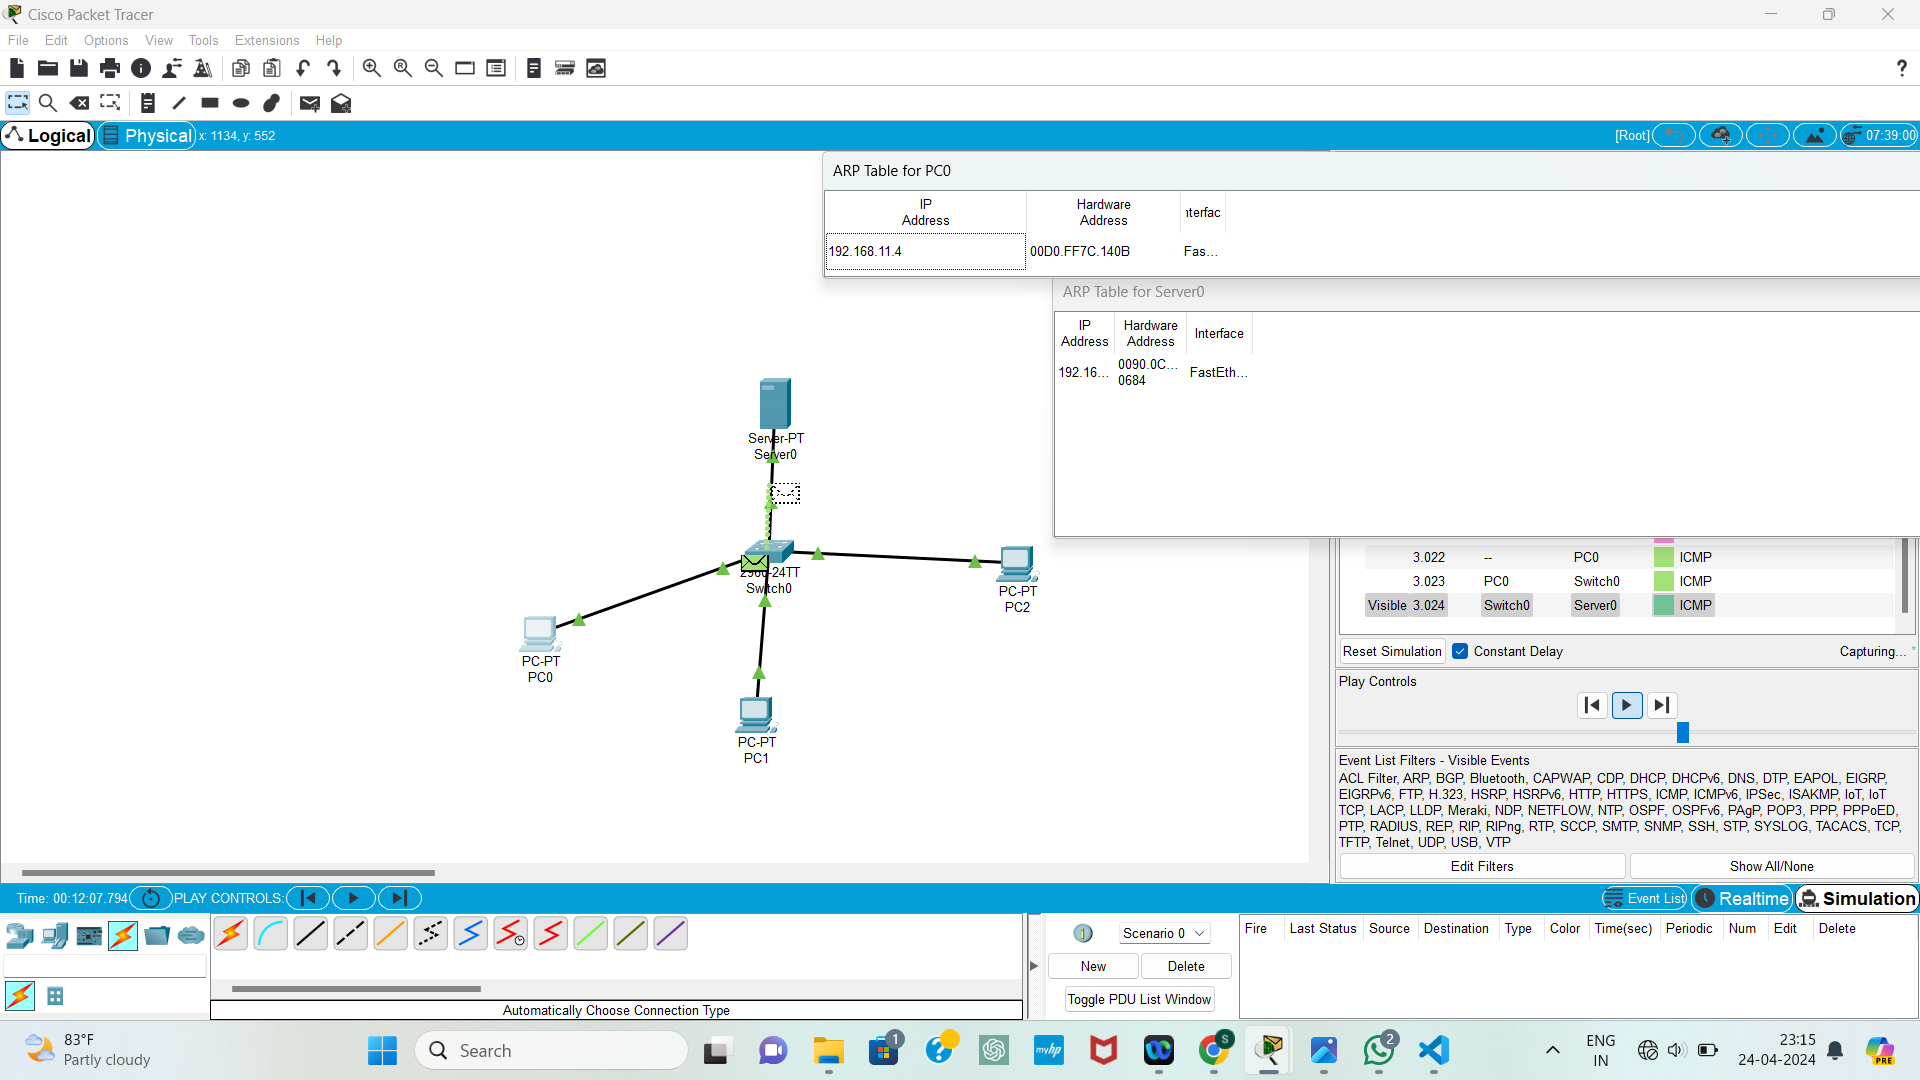 Cisco Packet Tracer
File Edit Options View Tools Extensions Help
?
Logical Physical x: 1134, y: 552
[Root] 07:39:00
ARP Table for PC0
IP Address Hardware Address nterfac
192.168.11.4 00D0.FF7C.140B Fas...
ARP Table for Server0
IP Address Hardware Address Interface
192.16... 0090.0C... 0684 FastEth...
Server-PT
Server0
2960-24TT
Switch0
PC-PT
PC2
PC-PT
PC0
PC-PT
PC1
3.022 -- PC0 ICMP
3.023 PC0 Switch0 ICMP
Visible 3.024 Switch0 Server0 ICMP
Reset Simulation Constant Delay Capturing...
Play Controls
Event List Filters - Visible Events
ACL Filter, ARP, BGP, Bluetooth, CAPWAP, CDP, DHCP, DHCPv6, DNS, DTP, EAPOL, EIGRP,
EIGRPv6, FTP, H.323, HSRP, HSRPv6, HTTP, HTTPS, ICMP, ICMPv6, IPSec, ISAKMP, IoT, IoT
TCP, LACP, LLDP, Meraki, NDP, NETFLOW, NTP, OSPF, OSPFv6, PAgP, POP3, PPP, PPPoED,
PTP, RADIUS, REP, RIP, RIPng, RTP, SCCP, SMTP, SNMP, SSH, STP, SYSLOG, TACACS, TCP,
TFTP, Telnet, UDP, USB, VTP
Edit Filters Show All/None
Time: 00:12:07.794 PLAY CONTROLS: Event List Realtime Simulation
1 Scenario 0
New Delete
Toggle PDU List Window
Fire Last Status Source Destination Type Color Time(sec) Periodic Num Edit Delete
Automatically Choose Connection Type
83°F
Partly cloudy
Search
1
myhp
S
2
ENG
IN
23:15
24-04-2024
PRE